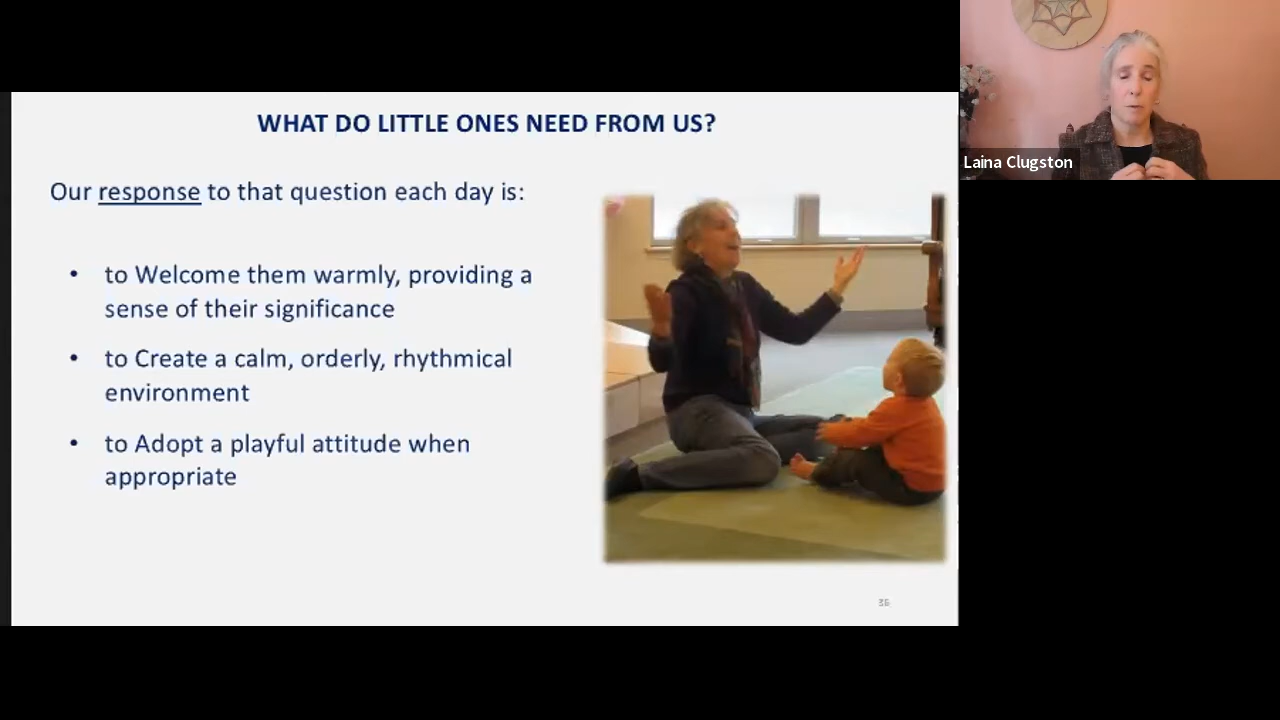 WHAT DO LITTLE ONES NEED FROM US?
Our response to that question each day is:
• to Welcome them warmly, providing a
sense of their significance
• to Create a calm, orderly, rhythmical
environment
• to Adopt a playful attitude when
appropriate
36
Laina Clugston